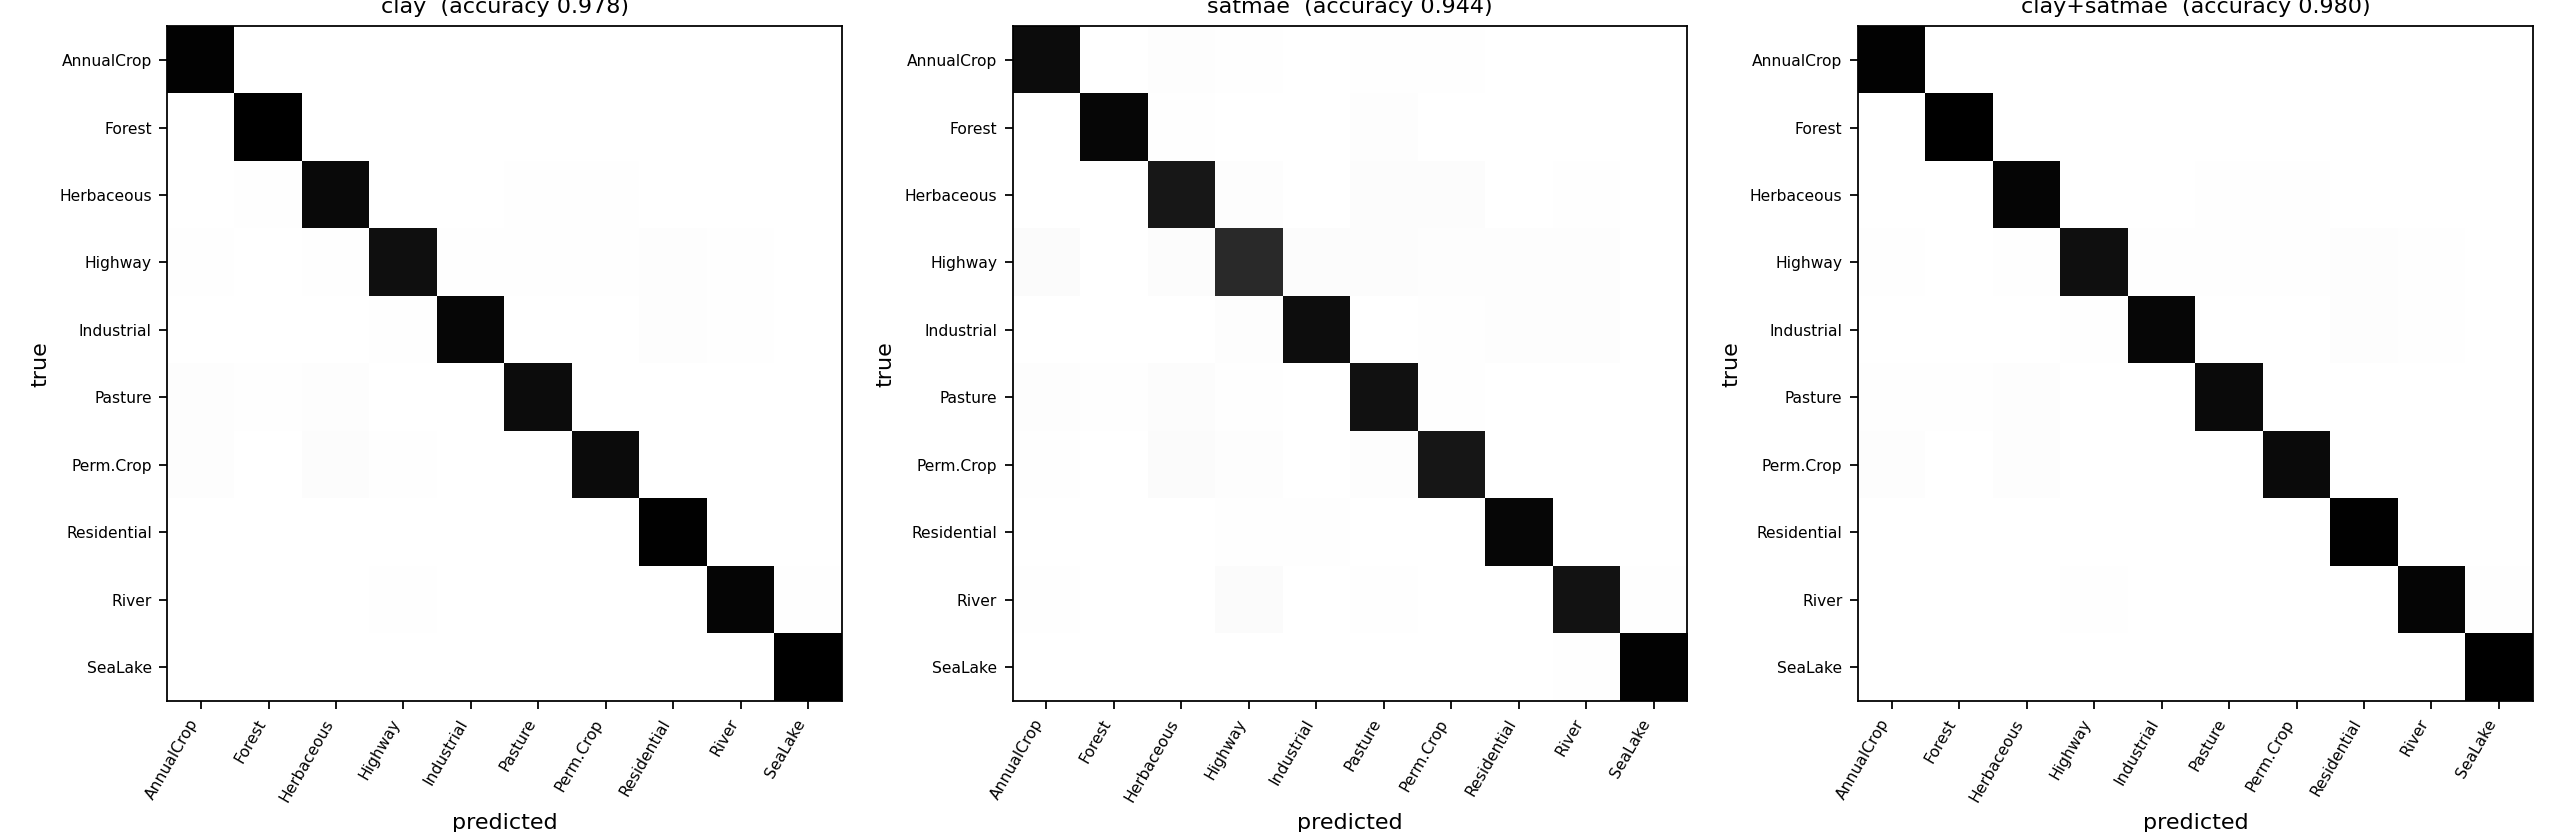 clay (accuracy 0.978)
true
AnnualCrop
Forest
Herbaceous
Highway
Industrial
Pasture
Perm.Crop
Residential
River
SeaLake
AnnualCrop
Forest
Herbaceous
Highway
Industrial
Pasture
Perm.Crop
Residential
River
SeaLake
predicted
satmae (accuracy 0.944)
true
AnnualCrop
Forest
Herbaceous
Highway
Industrial
Pasture
Perm.Crop
Residential
River
SeaLake
AnnualCrop
Forest
Herbaceous
Highway
Industrial
Pasture
Perm.Crop
Residential
River
SeaLake
predicted
clay+satmae (accuracy 0.980)
true
AnnualCrop
Forest
Herbaceous
Highway
Industrial
Pasture
Perm.Crop
Residential
River
SeaLake
AnnualCrop
Forest
Herbaceous
Highway
Industrial
Pasture
Perm.Crop
Residential
River
SeaLake
predicted